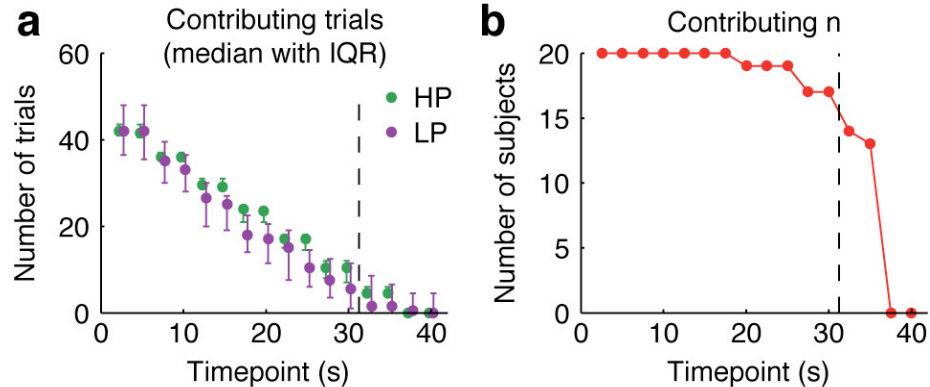 a
Contributing trials
(median with IQR)
60
40
20
0
Number of trials
HP
LP
0 10 20 30 40
Timepoint (s)
b
Contributing n
20
15
10
5
0
Number of subjects
0 10 20 30 40
Timepoint (s)